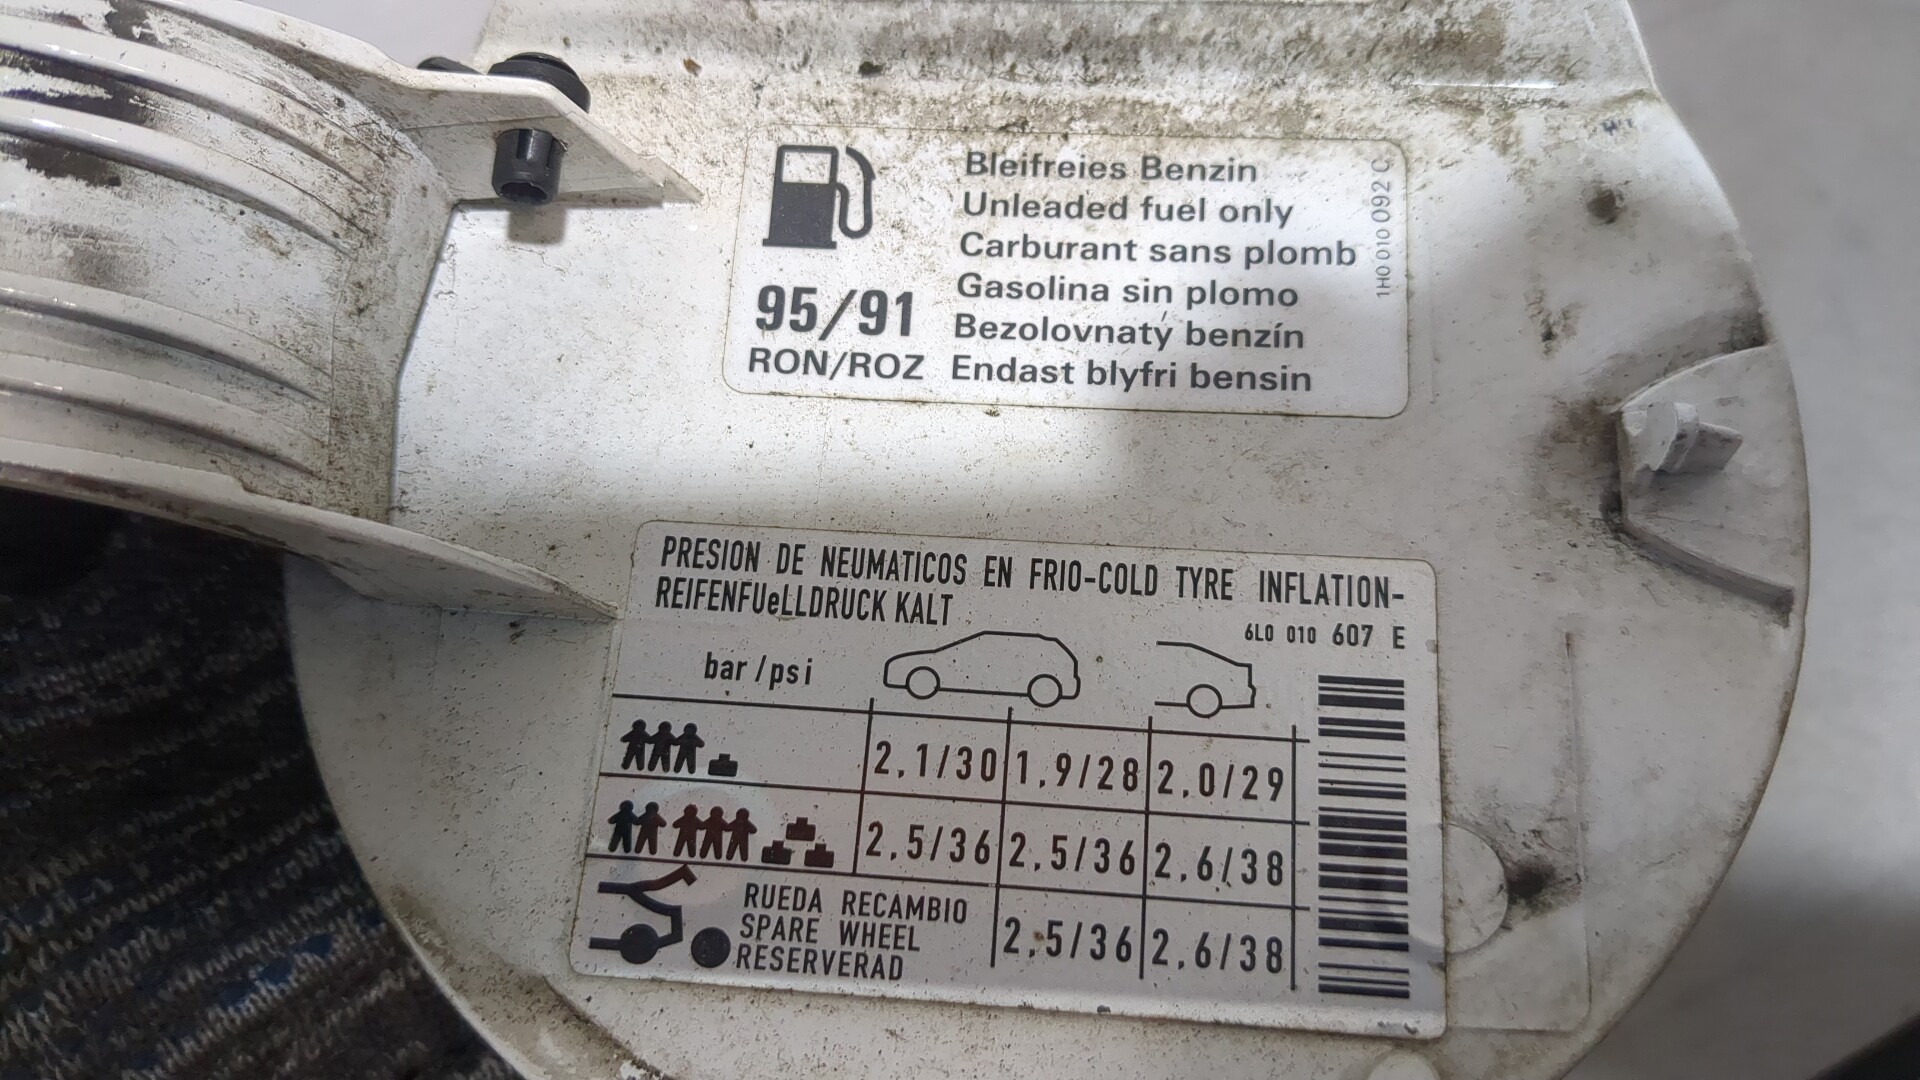 Bleifreies Benzin
Unleaded fuel only
Carburant sans plomb
Gasolina sin plomo
Bezolovnatý benzín
Endast blyfri bensin
95/91
RON/ROZ
1H0 010 092 C
PRESION DE NEUMATICOS EN FRIO-COLD TYRE INFLATION-
REIFENFUeLLDRUCK KALT
6L0 010 607 E
bar/psi
2,1/30 1,9/28 2,0/29
2,5/36 2,5/36 2,6/38
RUEDA RECAMBIO
SPARE WHEEL
RESERVERAD
2,5/36 2,6/38